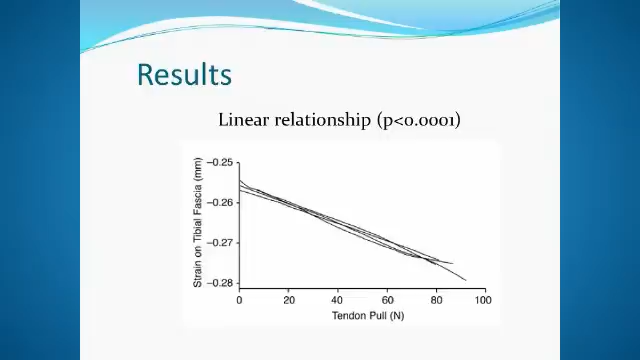 Results
Linear relationship (p<0.0001)
Strain on Tibial Fascia (mm)
−0.25
−0.26
−0.27
−0.28
0 20 40 60 80 100
Tendon Pull (N)